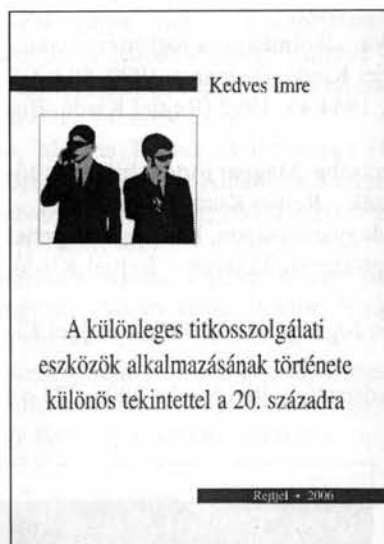 Kedves Imre
A különleges titkosszolgálati
eszközök alkalmazásának története
különös tekintettel a 20. századra
Rejtjel • 2006